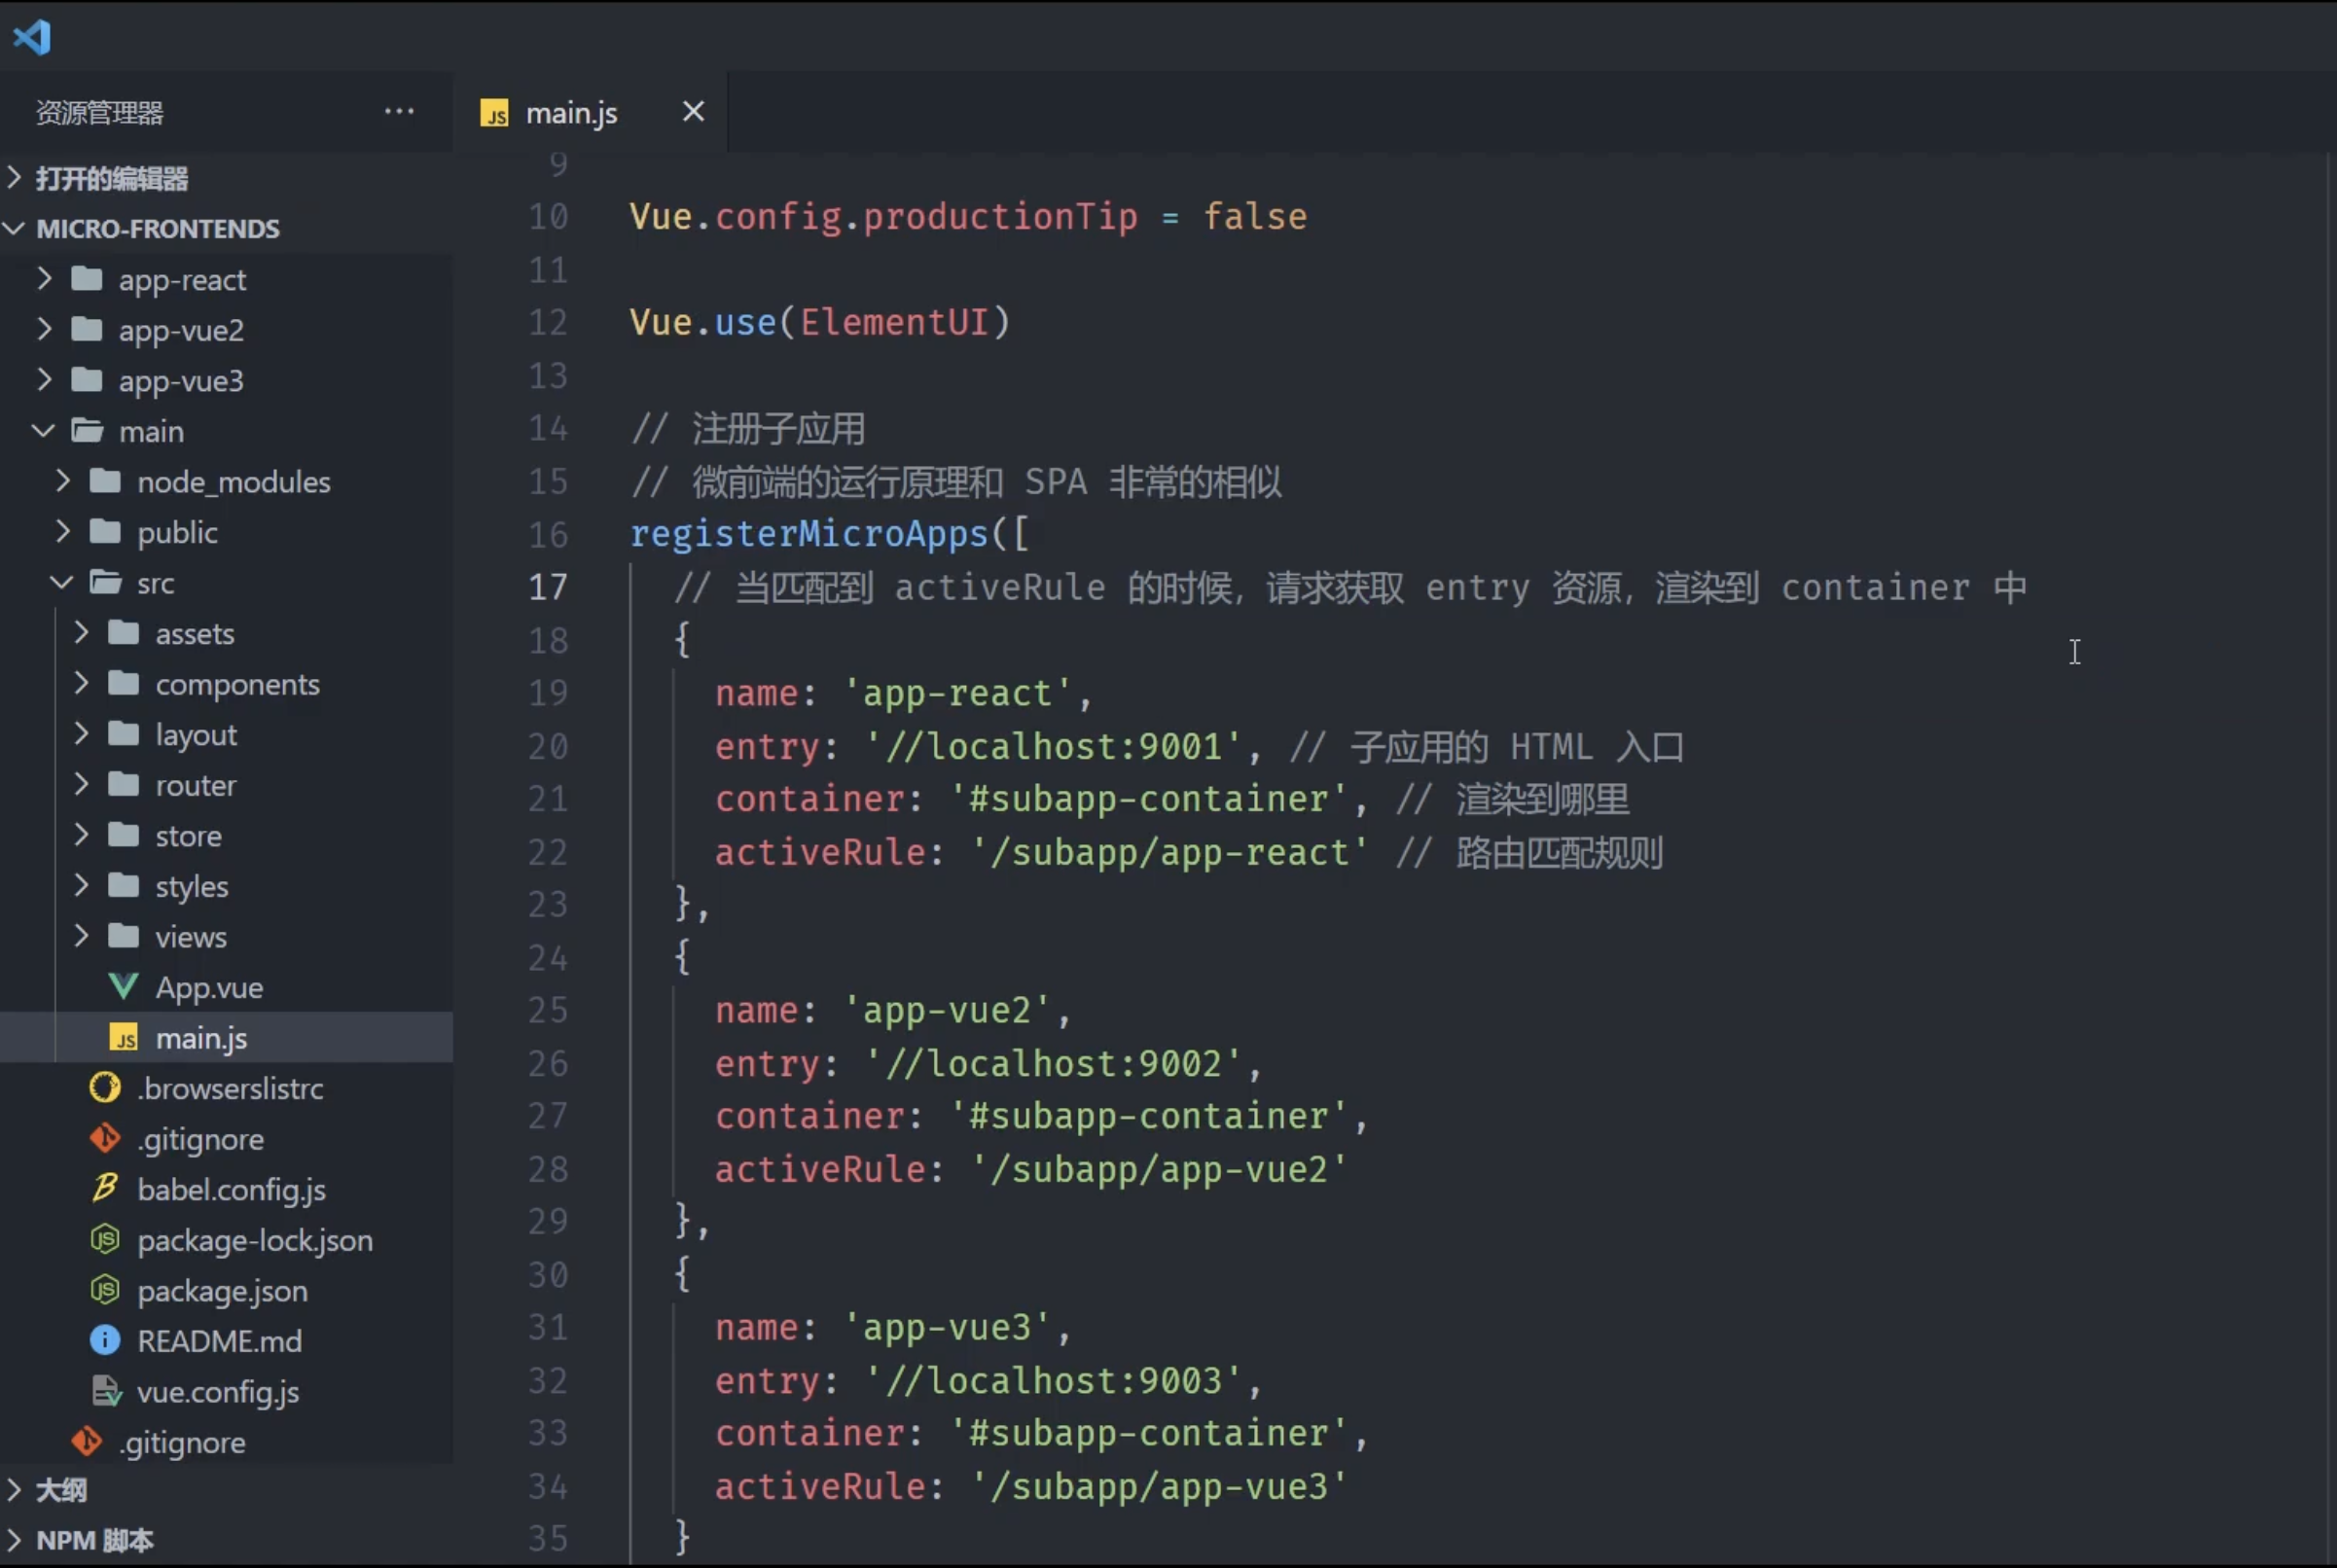 资源管理器 ···
main.js
打开的编辑器
MICRO-FRONTENDS
app-react
app-vue2
app-vue3
main
node_modules
public
src
assets
components
layout
router
store
styles
views
App.vue
main.js
.browserslistrc
.gitignore
babel.config.js
package-lock.json
package.json
README.md
vue.config.js
.gitignore
大纲
NPM 脚本
9
10 Vue.config.productionTip = false
11
12 Vue.use(ElementUI)
13
14 // 注册子应用
15 // 微前端的运行原理和 SPA 非常的相似
16 registerMicroApps([
17 // 当匹配到 activeRule 的时候，请求获取 entry 资源，渲染到 container 中
18 {
19 name: 'app-react',
20 entry: '//localhost:9001', // 子应用的 HTML 入口
21 container: '#subapp-container', // 渲染到哪里
22 activeRule: '/subapp/app-react' // 路由匹配规则
23 },
24 {
25 name: 'app-vue2',
26 entry: '//localhost:9002',
27 container: '#subapp-container',
28 activeRule: '/subapp/app-vue2'
29 },
30 {
31 name: 'app-vue3',
32 entry: '//localhost:9003',
33 container: '#subapp-container',
34 activeRule: '/subapp/app-vue3'
35 }